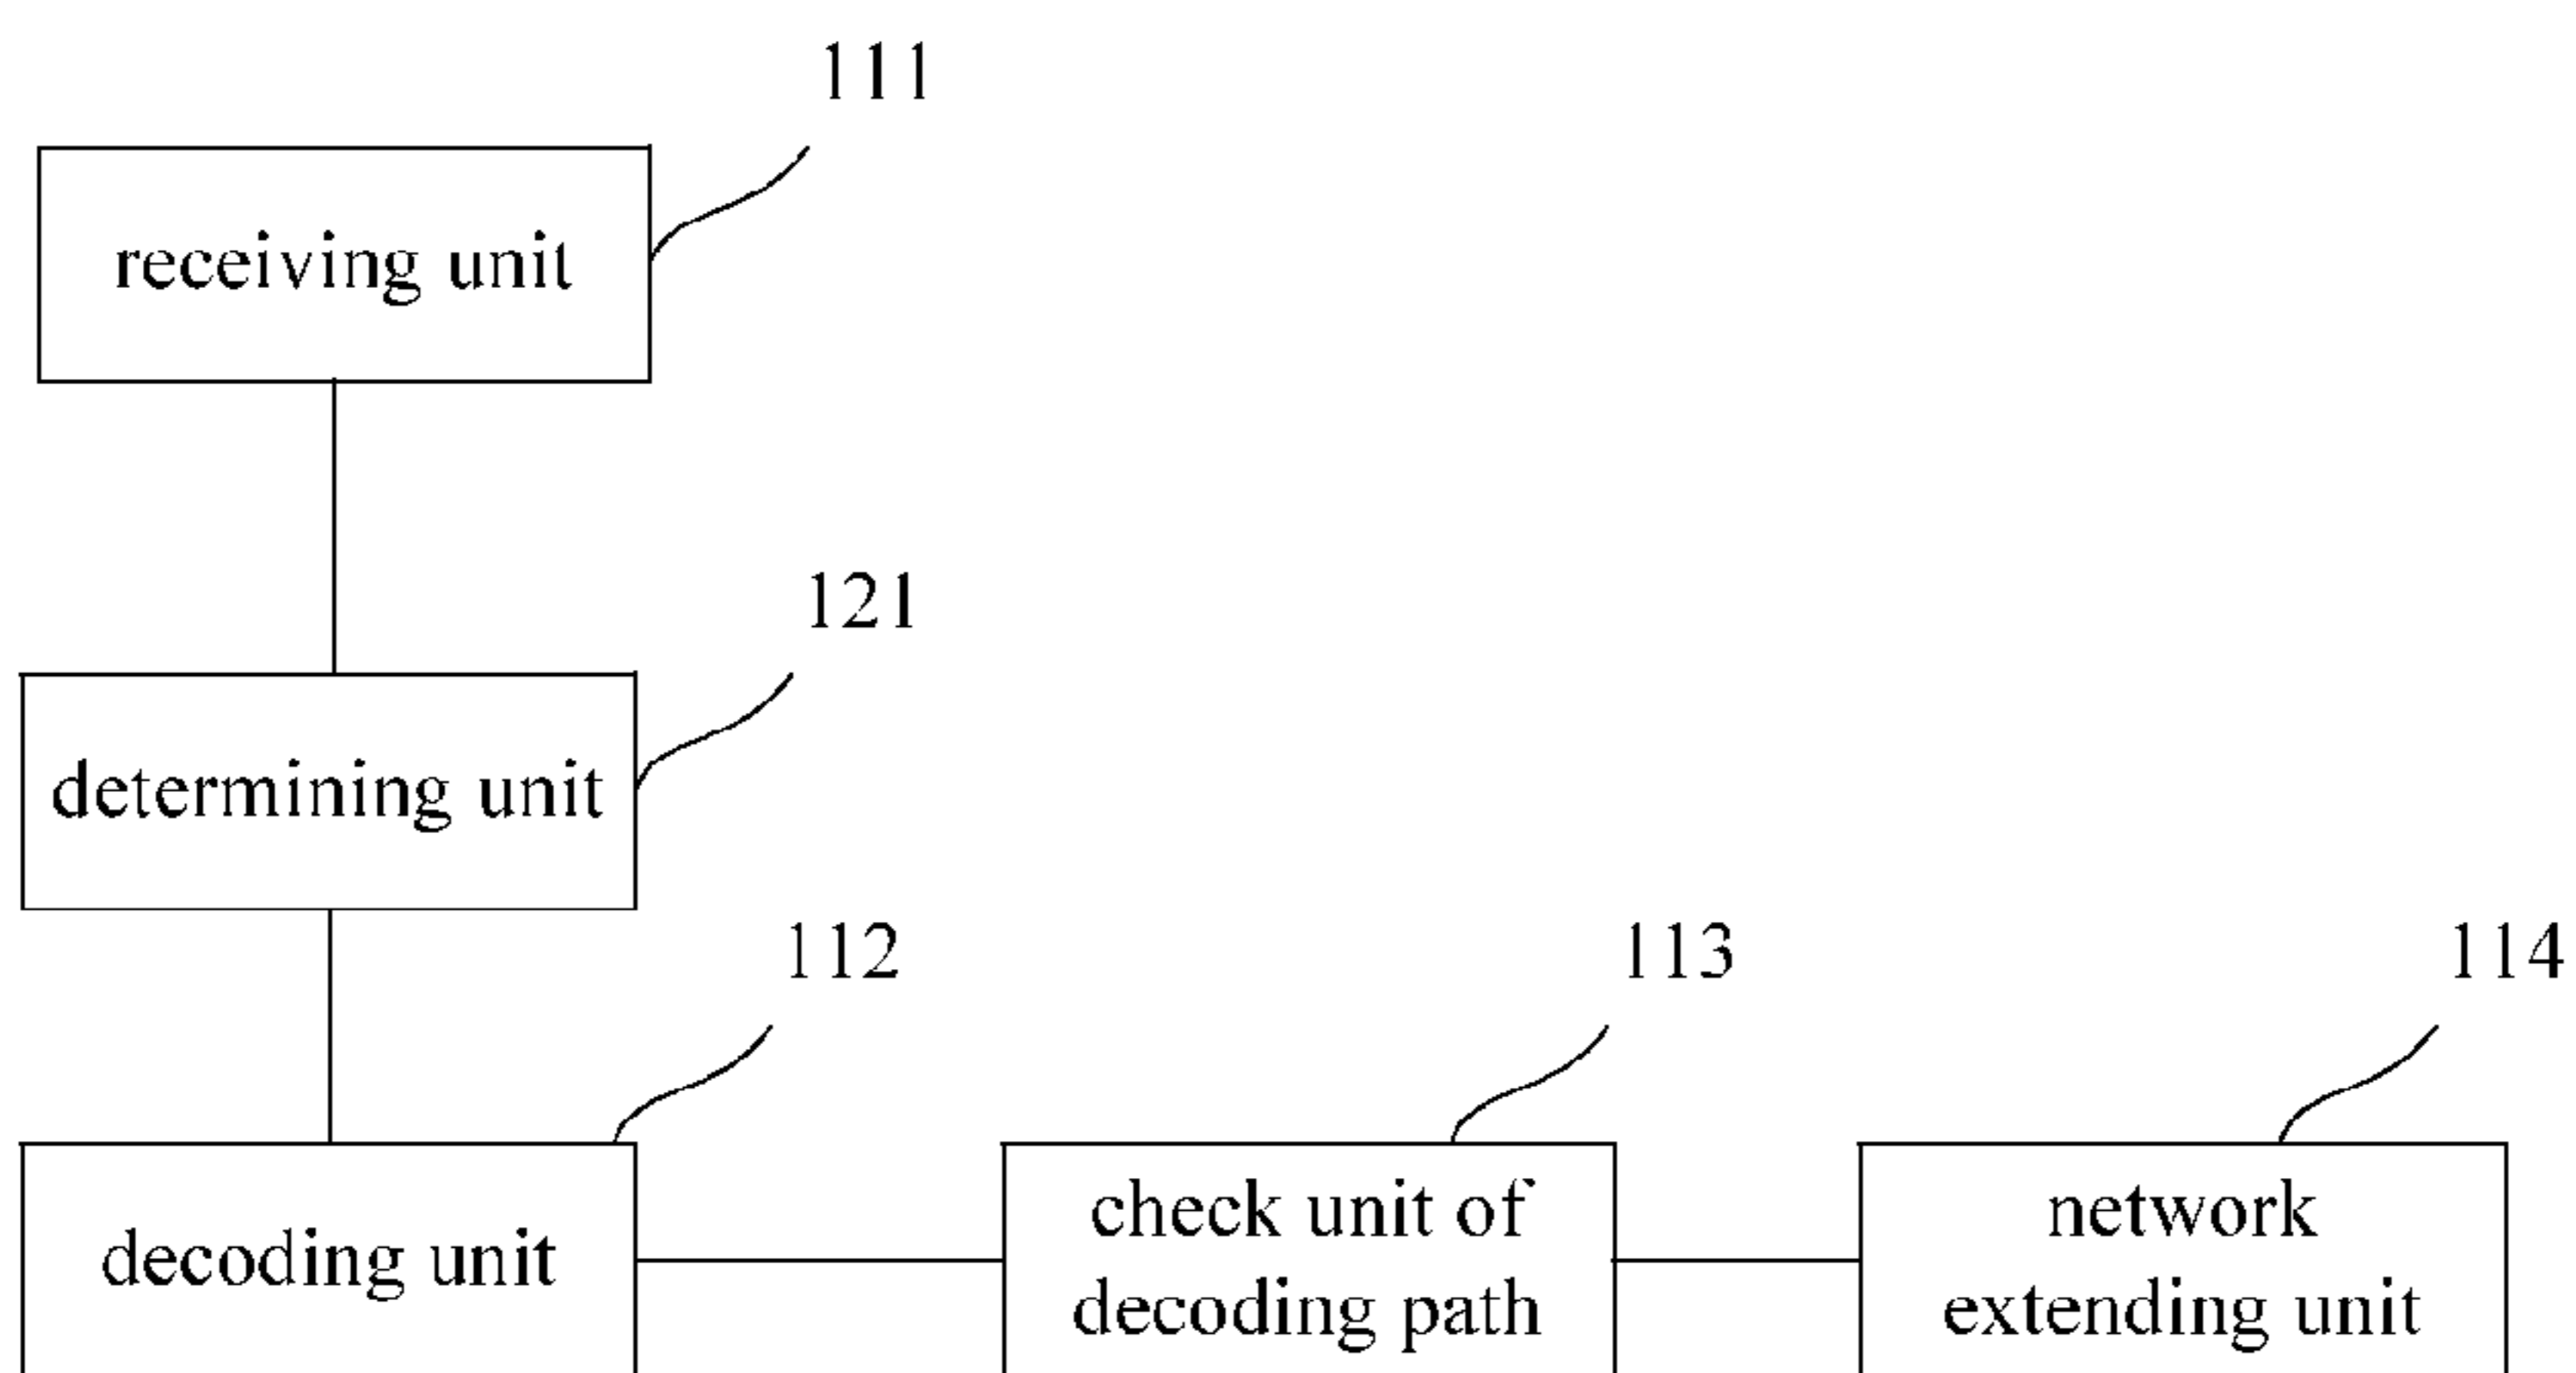 111
receiving unit
121
determining unit
112
113
114
decoding unit
check unit of
decoding path
network
extending unit